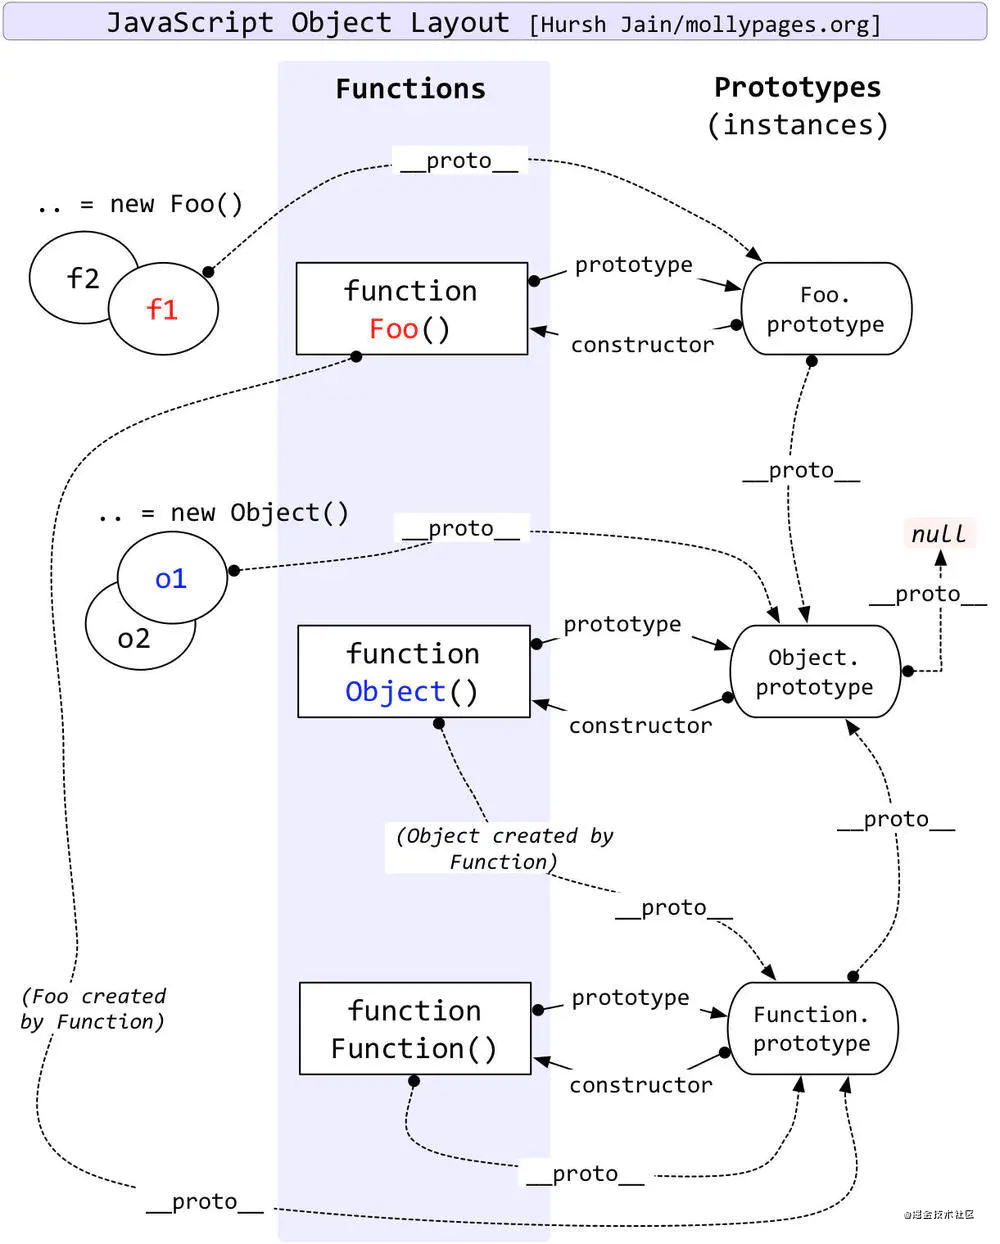 JavaScript Object Layout [Hursh Jain/mollypages.org]
Functions
Prototypes
(instances)
__proto__
.. = new Foo()
f2
f1
function
Foo()
prototype
constructor
Foo.
prototype
__proto__
.. = new Object()
__proto__
null
__proto__
o1
o2
function
Object()
prototype
constructor
Object.
prototype
(Object created by
Function)
__proto__
__proto__
(Foo created
by Function)
function
Function()
prototype
constructor
Function.
prototype
__proto__
__proto__
@掘金技术社区